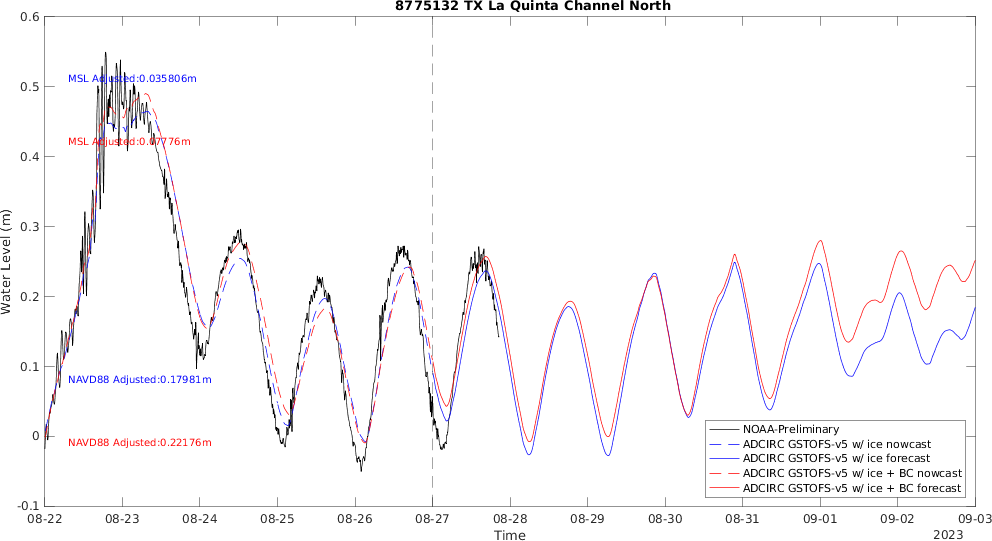 8775132 TX La Quinta Channel North
0.6
0.5
0.4
0.3
0.2
0.1
0
-0.1
Water Level (m)
MSL Adjusted:0.035806m
MSL Adjusted:0.07776m
NAVD88 Adjusted:0.17981m
NAVD88 Adjusted:0.22176m
NOAA-Preliminary
ADCIRC GSTOFS-v5 w/ ice nowcast
ADCIRC GSTOFS-v5 w/ ice forecast
ADCIRC GSTOFS-v5 w/ ice + BC nowcast
ADCIRC GSTOFS-v5 w/ ice + BC forecast
08-22 08-23 08-24 08-25 08-26 08-27 08-28 08-29 08-30 08-31 09-01 09-02 09-03
Time
2023